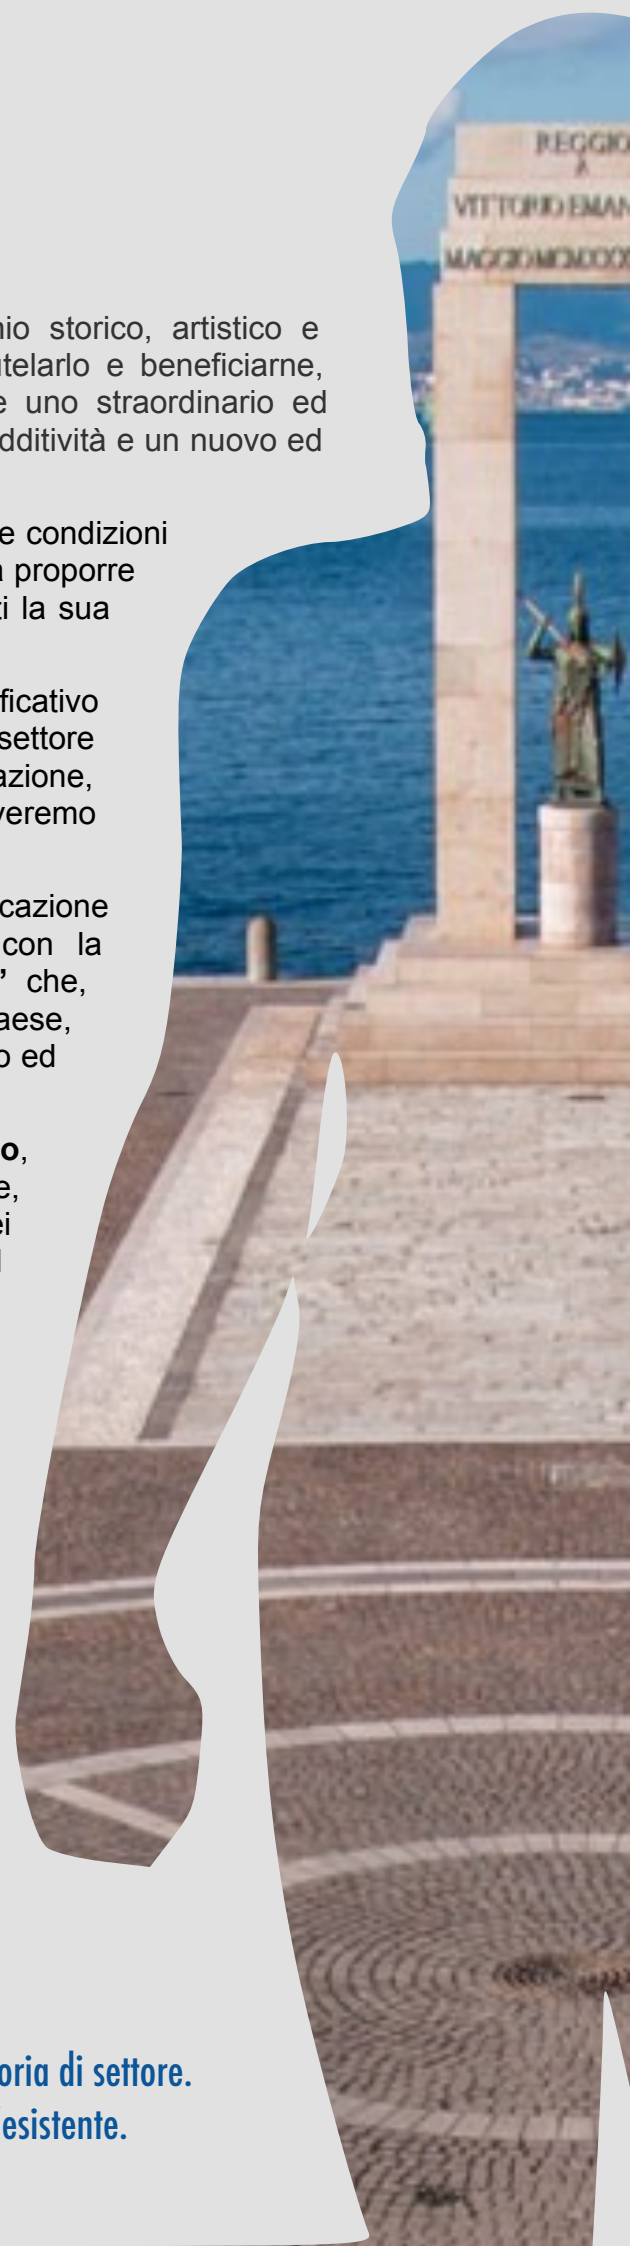 REGGIO
A
VITTORIO EMAN
MAGGIO MCM
nio storico, artistico e
utelarlo e beneficiarne,
e uno straordinario ed
dditività e un nuovo ed
e condizioni
a proporre
ti la sua
ficativo
settore
azione,
veremo
cazione
con la
” che,
aese,
o ed
o,
e,
ei
oria di settore.
esistente.